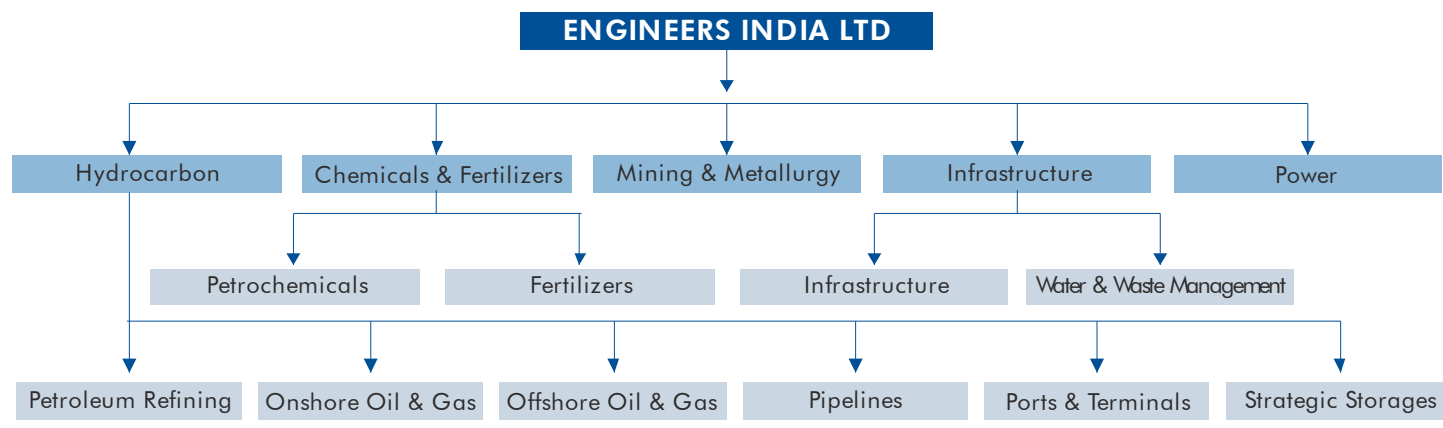 ENGINEERS INDIA LTD
Hydrocarbon
Chemicals & Fertilizers
Mining & Metallurgy
Infrastructure
Power
Petrochemicals
Fertilizers
Infrastructure
Water & Waste Management
Petroleum Refining
Onshore Oil & Gas
Offshore Oil & Gas
Pipelines
Ports & Terminals
Strategic Storages